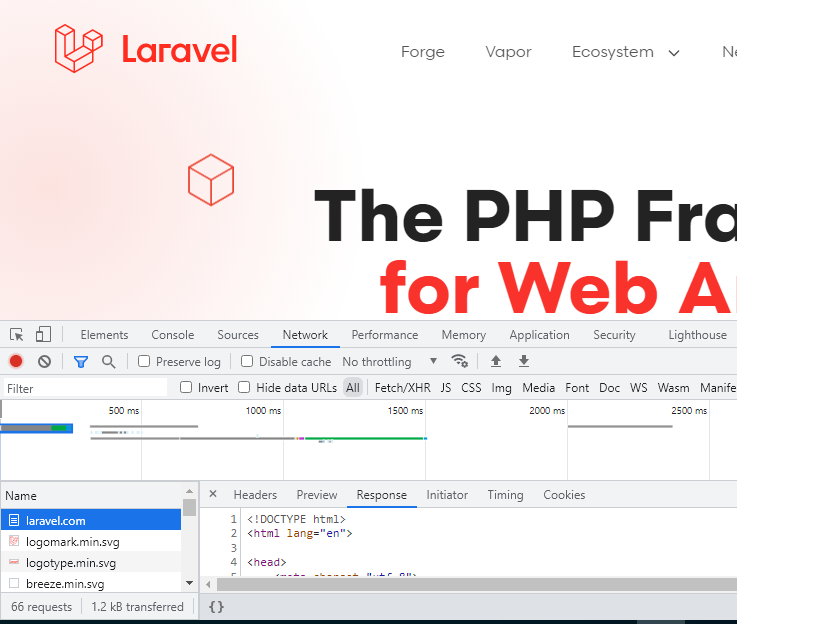 Laravel
Forge Vapor Ecosystem
The PHP
for Web
Elements Console Sources Network Performance Memory Application Security Lighthouse
Preserve log Disable cache No throttling
Filter Invert Hide data URLs All Fetch/XHR JS CSS Img Media Font Doc WS Wasm Manife
500 ms 1000 ms 1500 ms 2000 ms 2500 ms
Name
laravel.com
logomark.min.svg
logotype.min.svg
breeze.min.svg
66 requests 1.2 kB transferred
× Headers Preview Response Initiator Timing Cookies
1 <!DOCTYPE html>
2 <html lang="en">
3
4 <head>
{}